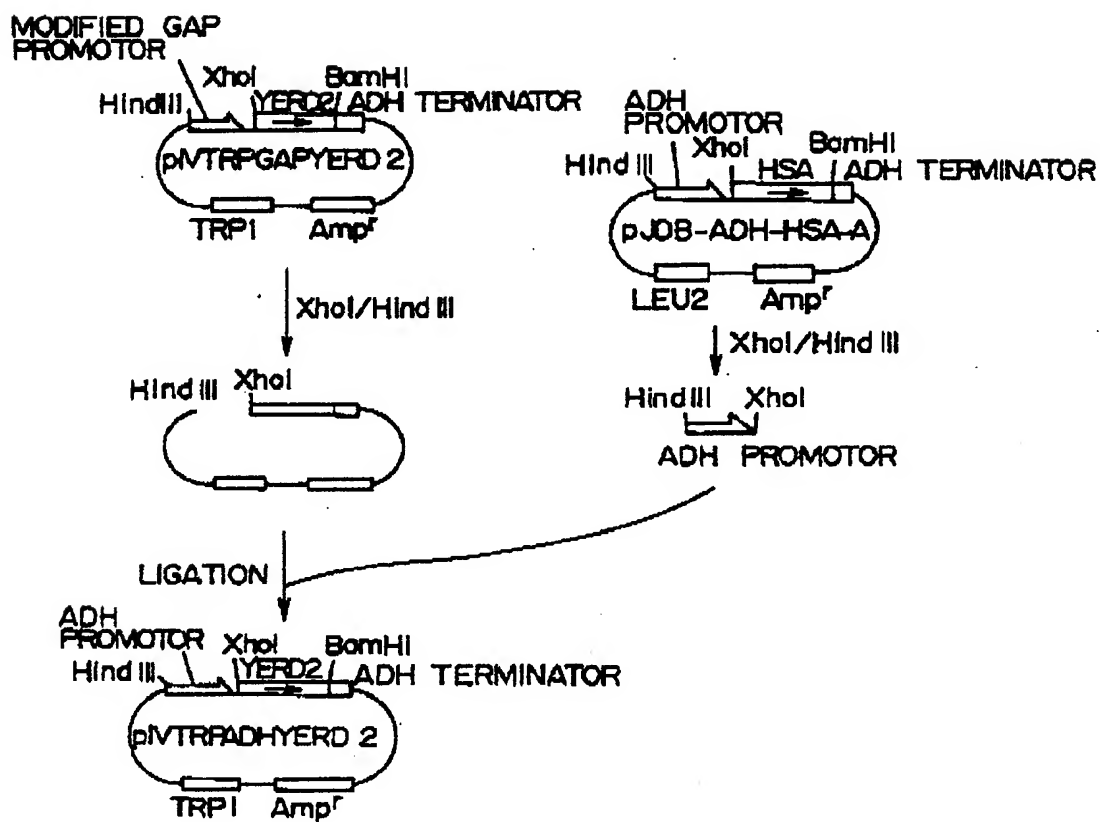 MODIFIED GAP
PROMOTOR
XhoI
BamHI
HindIII
YERD2
ADH TERMINATOR
pIVTRPGAPYERD 2
TRP1
Ampr
ADH
PROMOTOR
XhoI
BamHI
Hind III
HSA
ADH TERMINATOR
pJDB-ADH-HSA-A
LEU2
Ampr
XhoI/Hind III
XhoI/Hind III
Hind III
XhoI
Hind III
XhoI
ADH PROMOTOR
LIGATION
ADH
PROMOTOR
XhoI
BamHI
Hind III
YERD2
ADH TERMINATOR
pIVTRPADHYERD 2
TRP1
Ampr